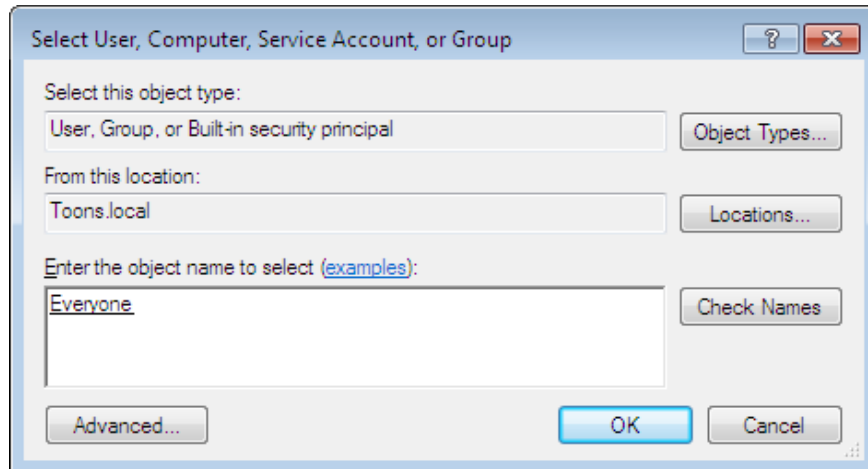 Select User, Computer, Service Account, or Group
Select this object type:
User, Group, or Built-in security principal
Object Types...
From this location:
Toons.local
Locations...
Enter the object name to select (examples):
Everyone
Check Names
Advanced...
OK
Cancel